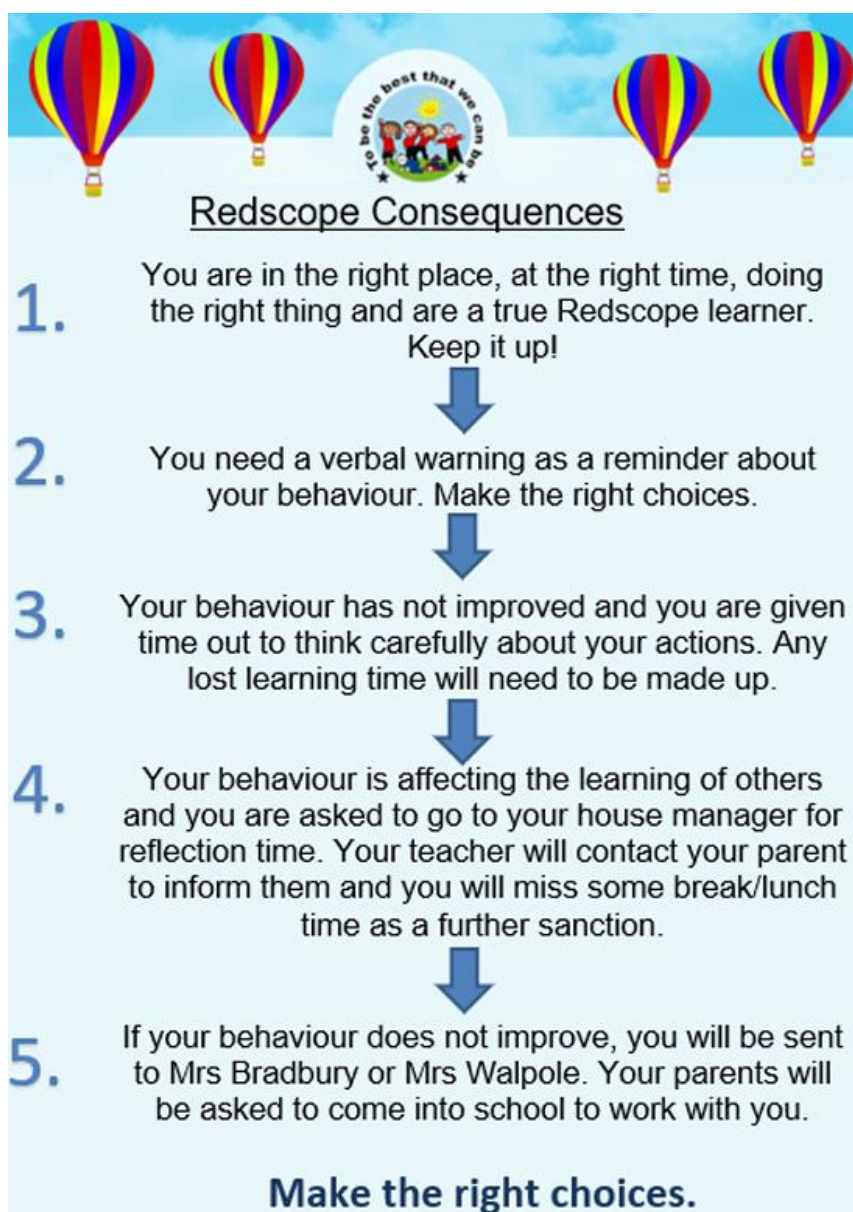 To be the best that we can be
Redscope Consequences
1.
You are in the right place, at the right time, doing
the right thing and are a true Redscope learner.
Keep it up!
2.
You need a verbal warning as a reminder about
your behaviour. Make the right choices.
3.
Your behaviour has not improved and you are given
time out to think carefully about your actions. Any
lost learning time will need to be made up.
4.
Your behaviour is affecting the learning of others
and you are asked to go to your house manager for
reflection time. Your teacher will contact your parent
to inform them and you will miss some break/lunch
time as a further sanction.
5.
If your behaviour does not improve, you will be sent
to Mrs Bradbury or Mrs Walpole. Your parents will
be asked to come into school to work with you.
Make the right choices.